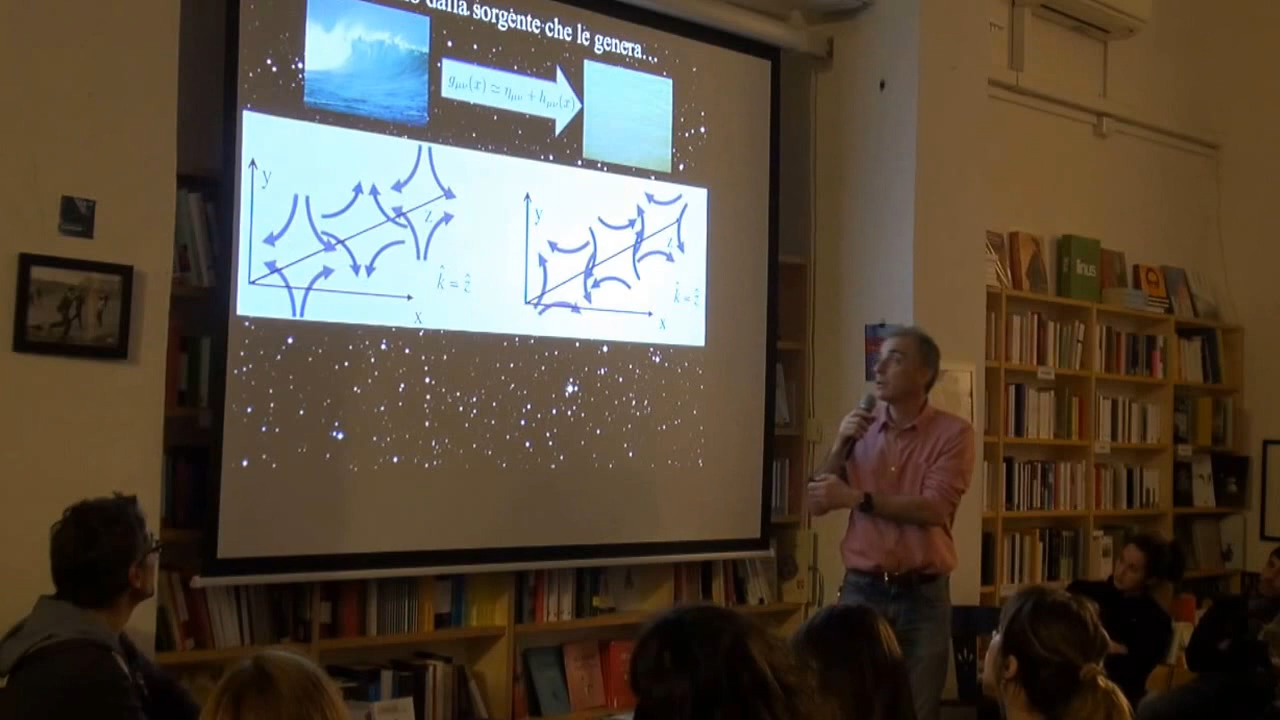 dalla sorgente che le genera...
gμν(x) ≃ ημν + hμν(x)
y
z
k̂ = ẑ
x
y
z
k̂ = ẑ
x
linus